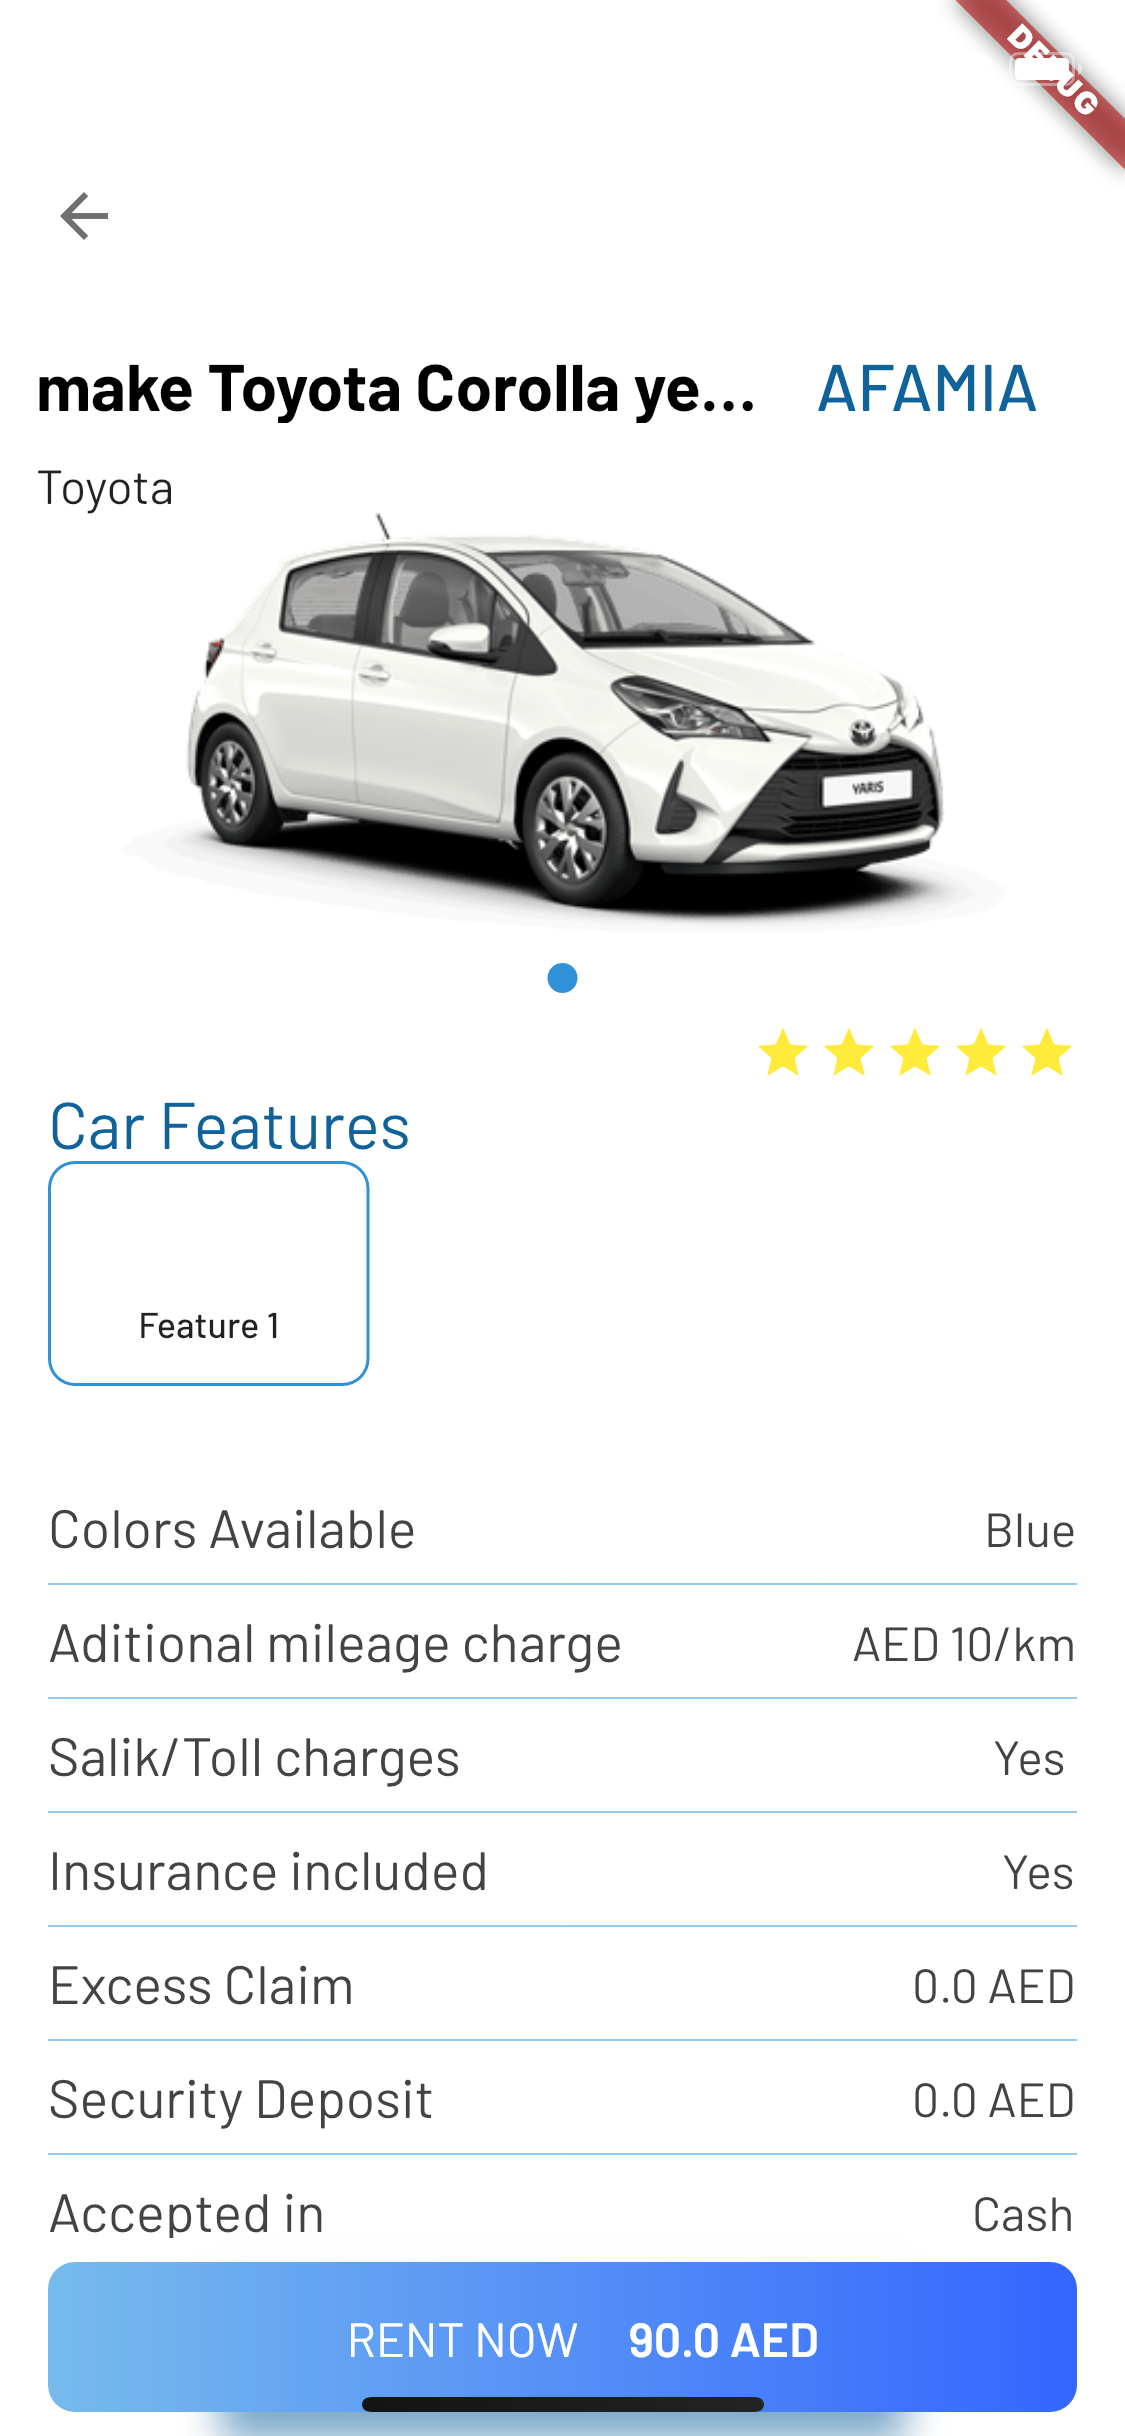 DEBUG
make Toyota Corolla ye... AFAMIA
Toyota
YARIS
Car Features
Feature 1
Colors Available Blue
Aditional mileage charge AED 10/km
Salik/Toll charges Yes
Insurance included Yes
Excess Claim 0.0 AED
Security Deposit 0.0 AED
Accepted in Cash
RENT NOW 90.0 AED